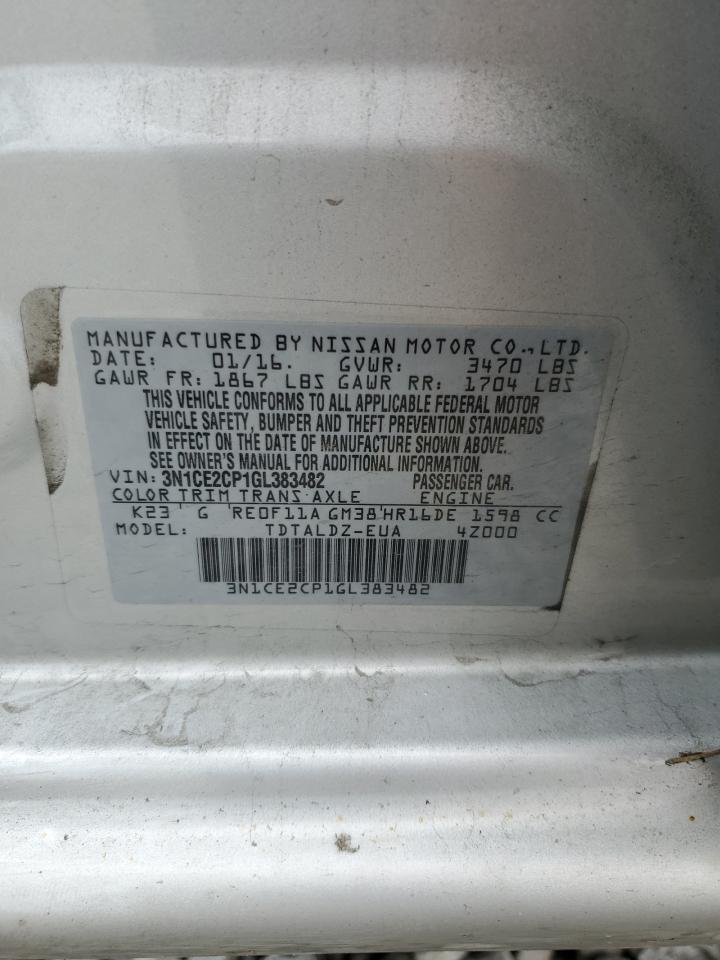 MANUFACTURED BY NISSAN MOTOR CO., LTD.
DATE: 01/16. GVWR: 3470 LBS
GAWR FR: 1867 LBS GAWR RR: 1704 LBS
THIS VEHICLE CONFORMS TO ALL APPLICABLE FEDERAL MOTOR
VEHICLE SAFETY, BUMPER AND THEFT PREVENTION STANDARDS
IN EFFECT ON THE DATE OF MANUFACTURE SHOWN ABOVE.
SEE OWNER'S MANUAL FOR ADDITIONAL INFORMATION.
VIN: 3N1CE2CP1GL383482 PASSENGER CAR.
COLOR TRIM TRANS AXLE ENGINE
K23 G RE0F11A GM38 HR16DE 1598 CC
MODEL: TDTALDZ-EUA 4Z000
3N1CE2CP1GL383482